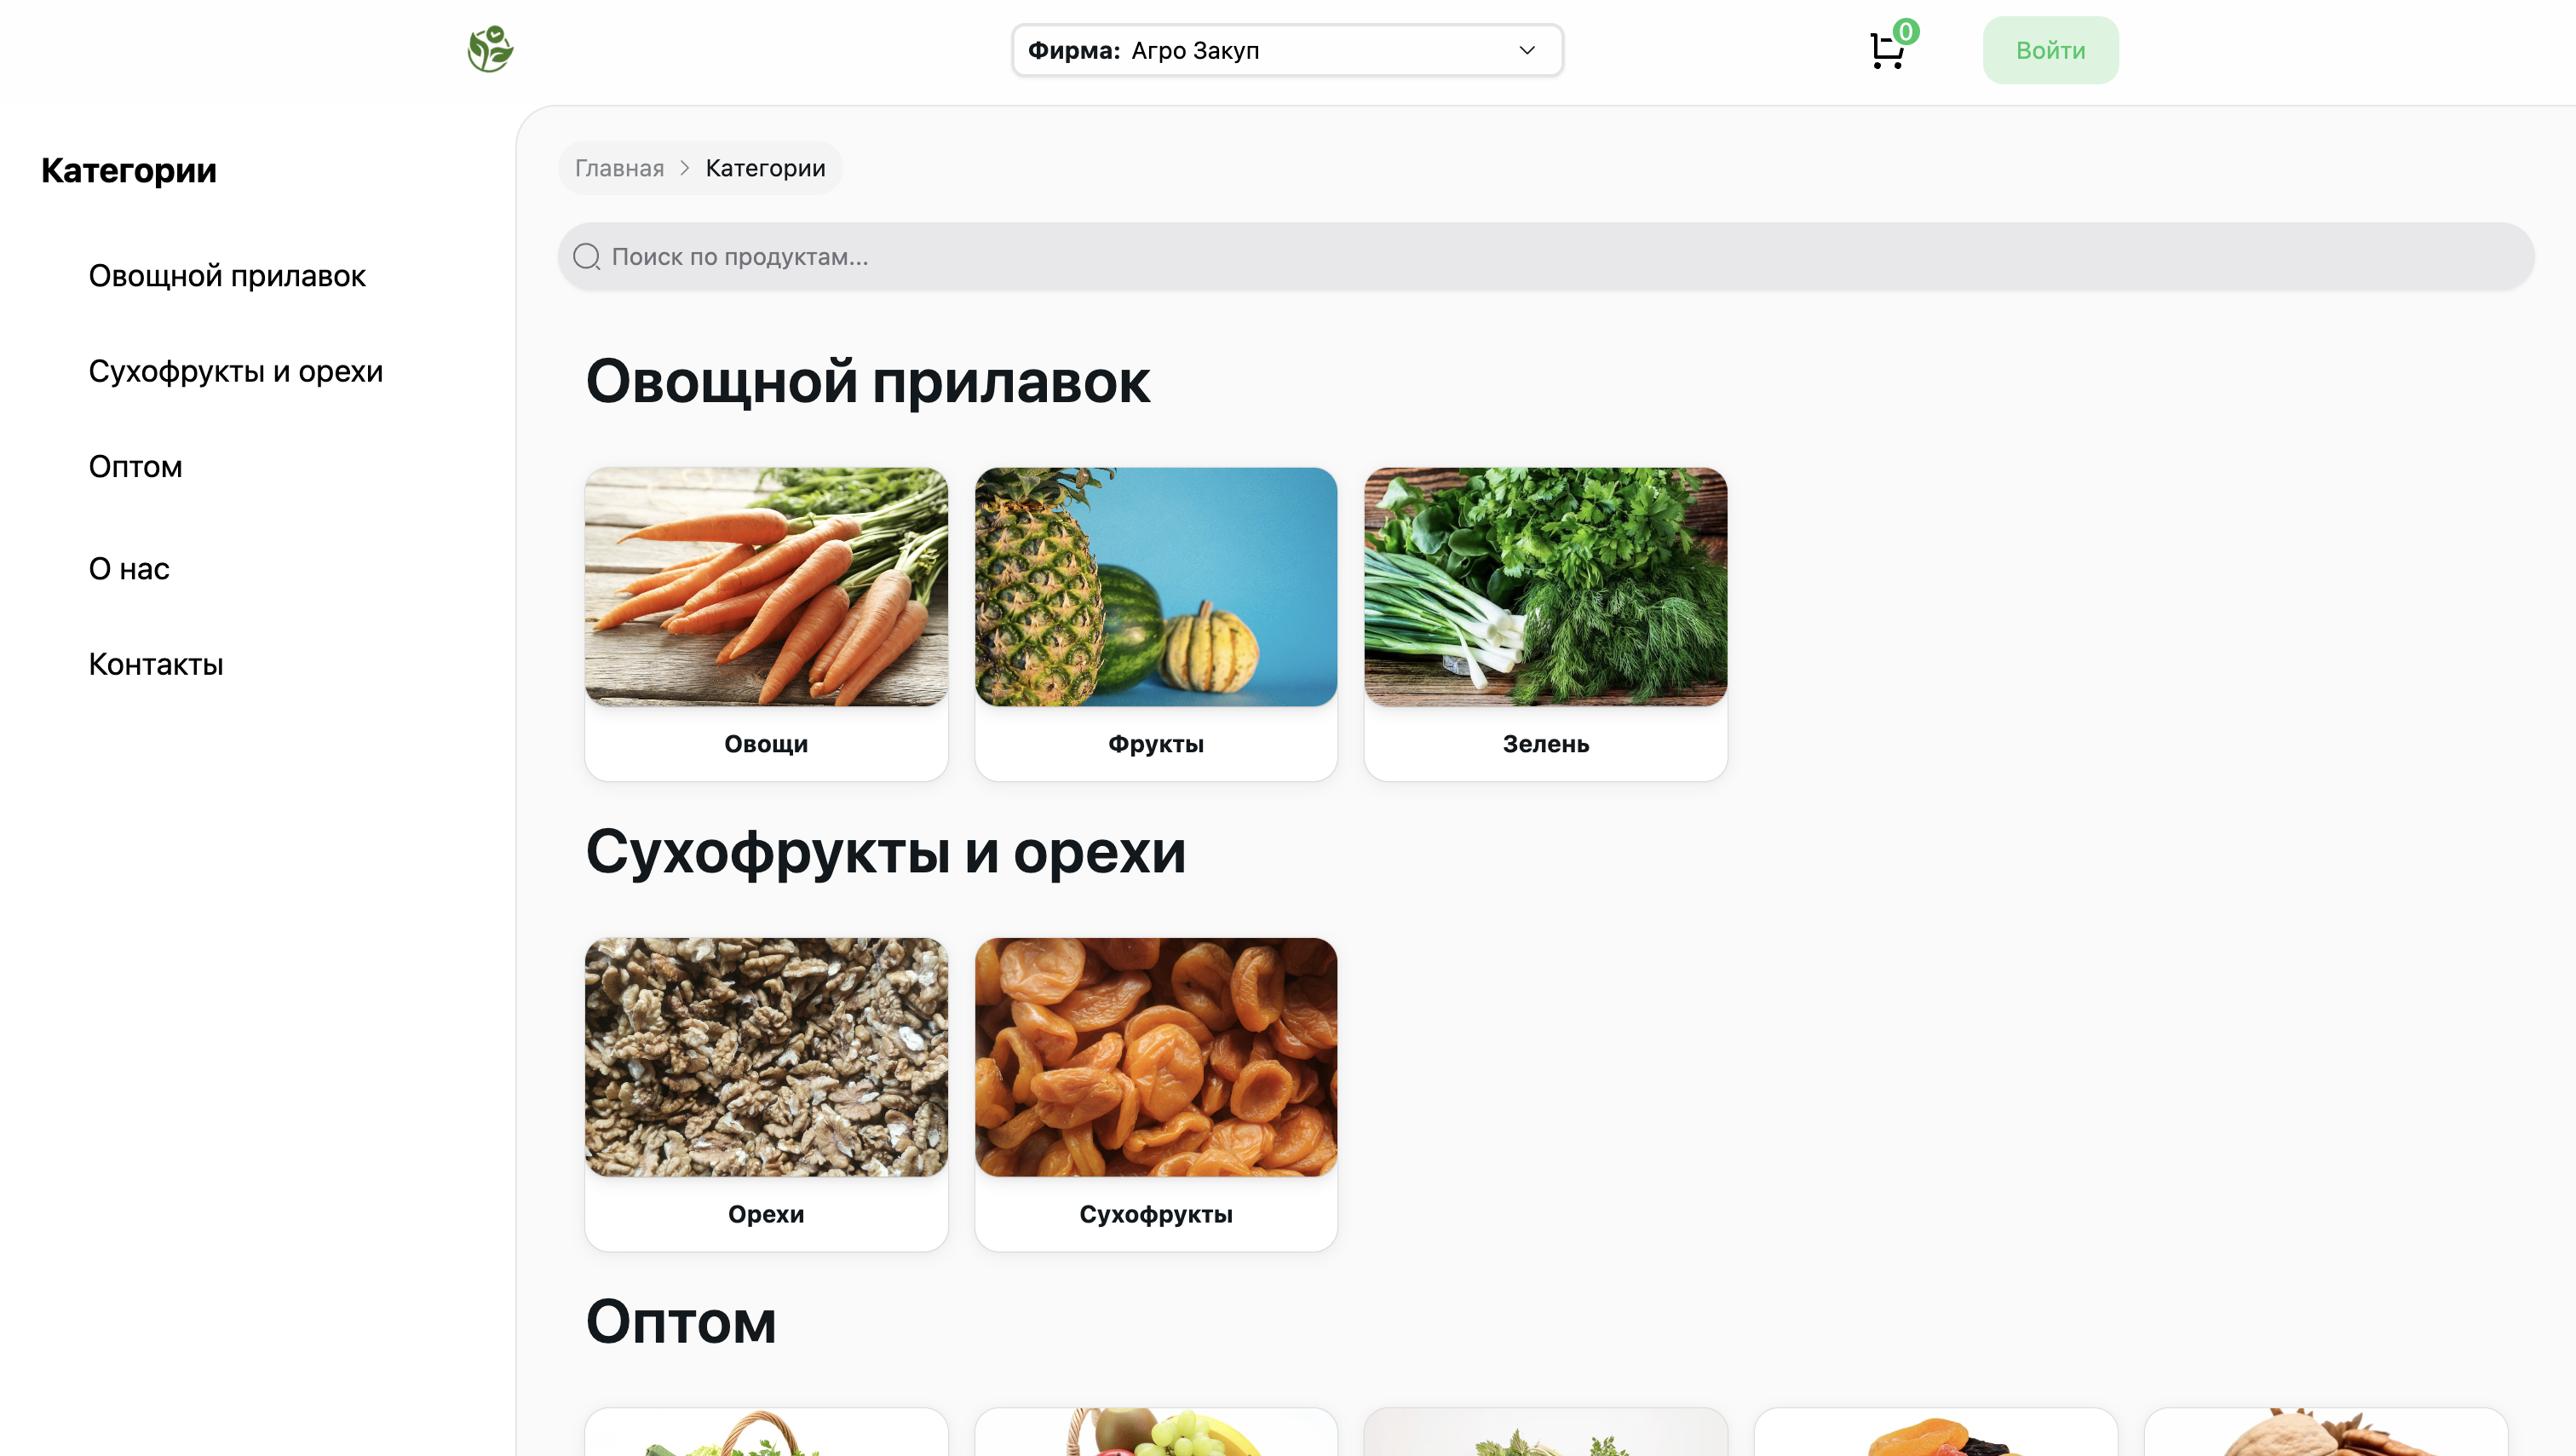 Фирма: Агро Закуп
0
Войти
Категории
Овощной прилавок
Сухофрукты и орехи
Оптом
О нас
Контакты
Главная > Категории
Поиск по продуктам...
Овощной прилавок
Овощи
Фрукты
Зелень
Сухофрукты и орехи
Орехи
Сухофрукты
Оптом